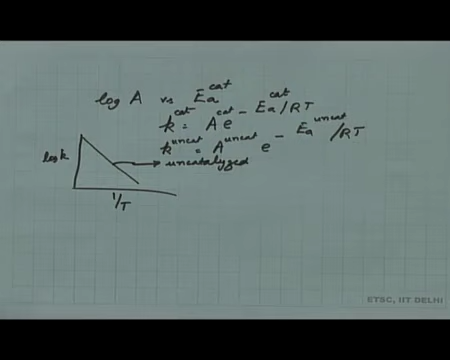 log A vs Ea^cat
k^cat = A^cat e^-Ea^cat/RT
k^uncat = A^uncat e^-Ea^uncat/RT
log k
uncatalyzed
1/T
ETSC, IIT DELHI